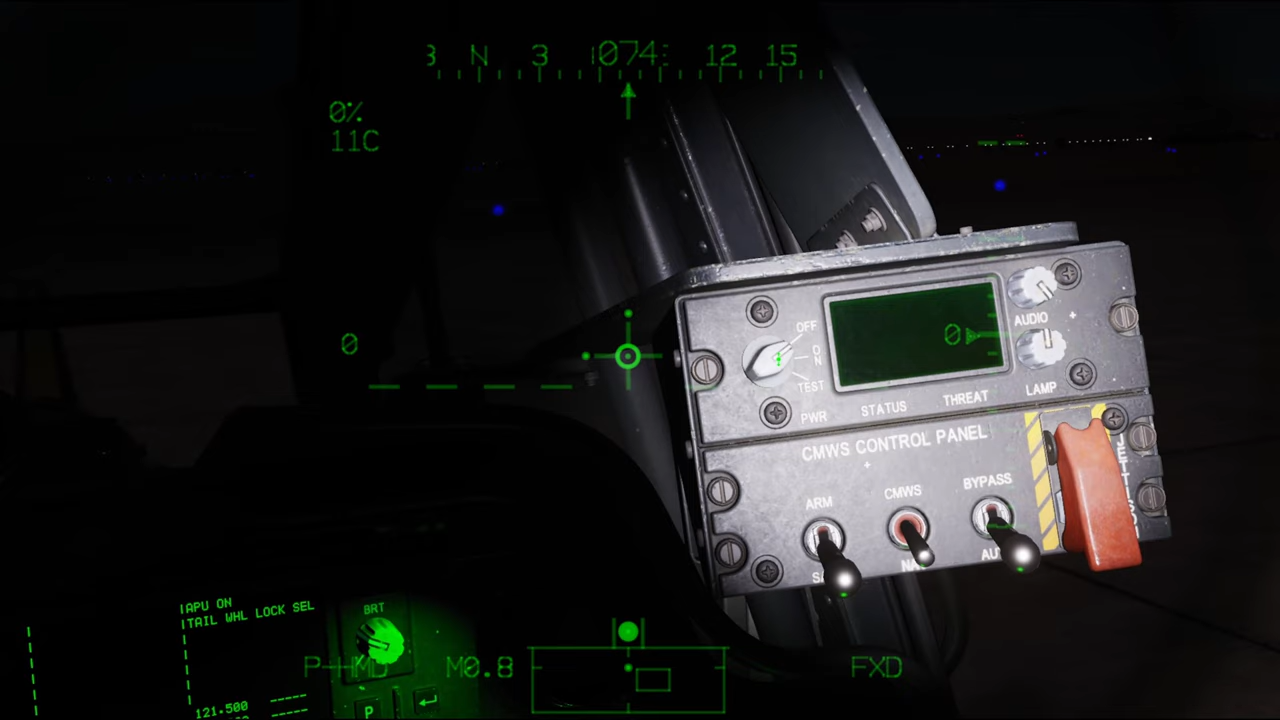 N 3 074 12 15
0%
11C
0
0
OFF
ON
TEST
PWR
AUDIO
LAMP
STATUS THREAT
CMWS CONTROL PANEL
ARM CMWS BYPASS
APU ON
TAIL WHL LOCK SEL
BRT
P-HMD M0.8 FXD
121.500
P